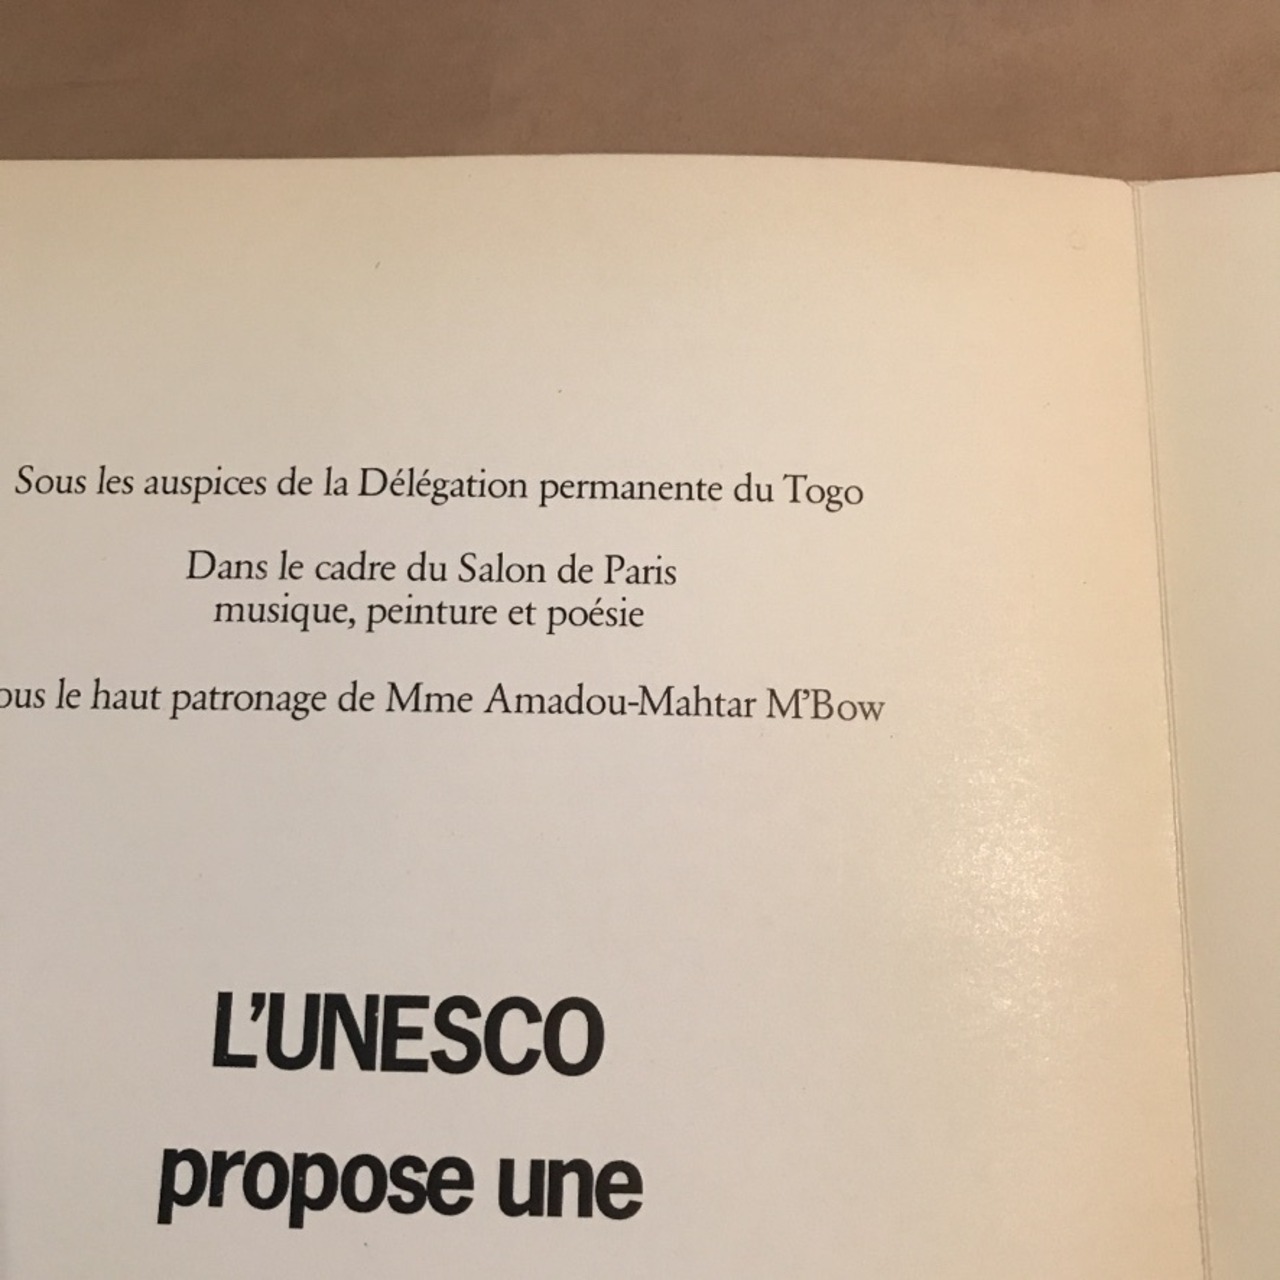 Sous les auspices de la Délégation permanente du Togo
Dans le cadre du Salon de Paris
musique, peinture et poésie
ous le haut patronage de Mme Amadou-Mahtar M'Bow
L'UNESCO
propose une